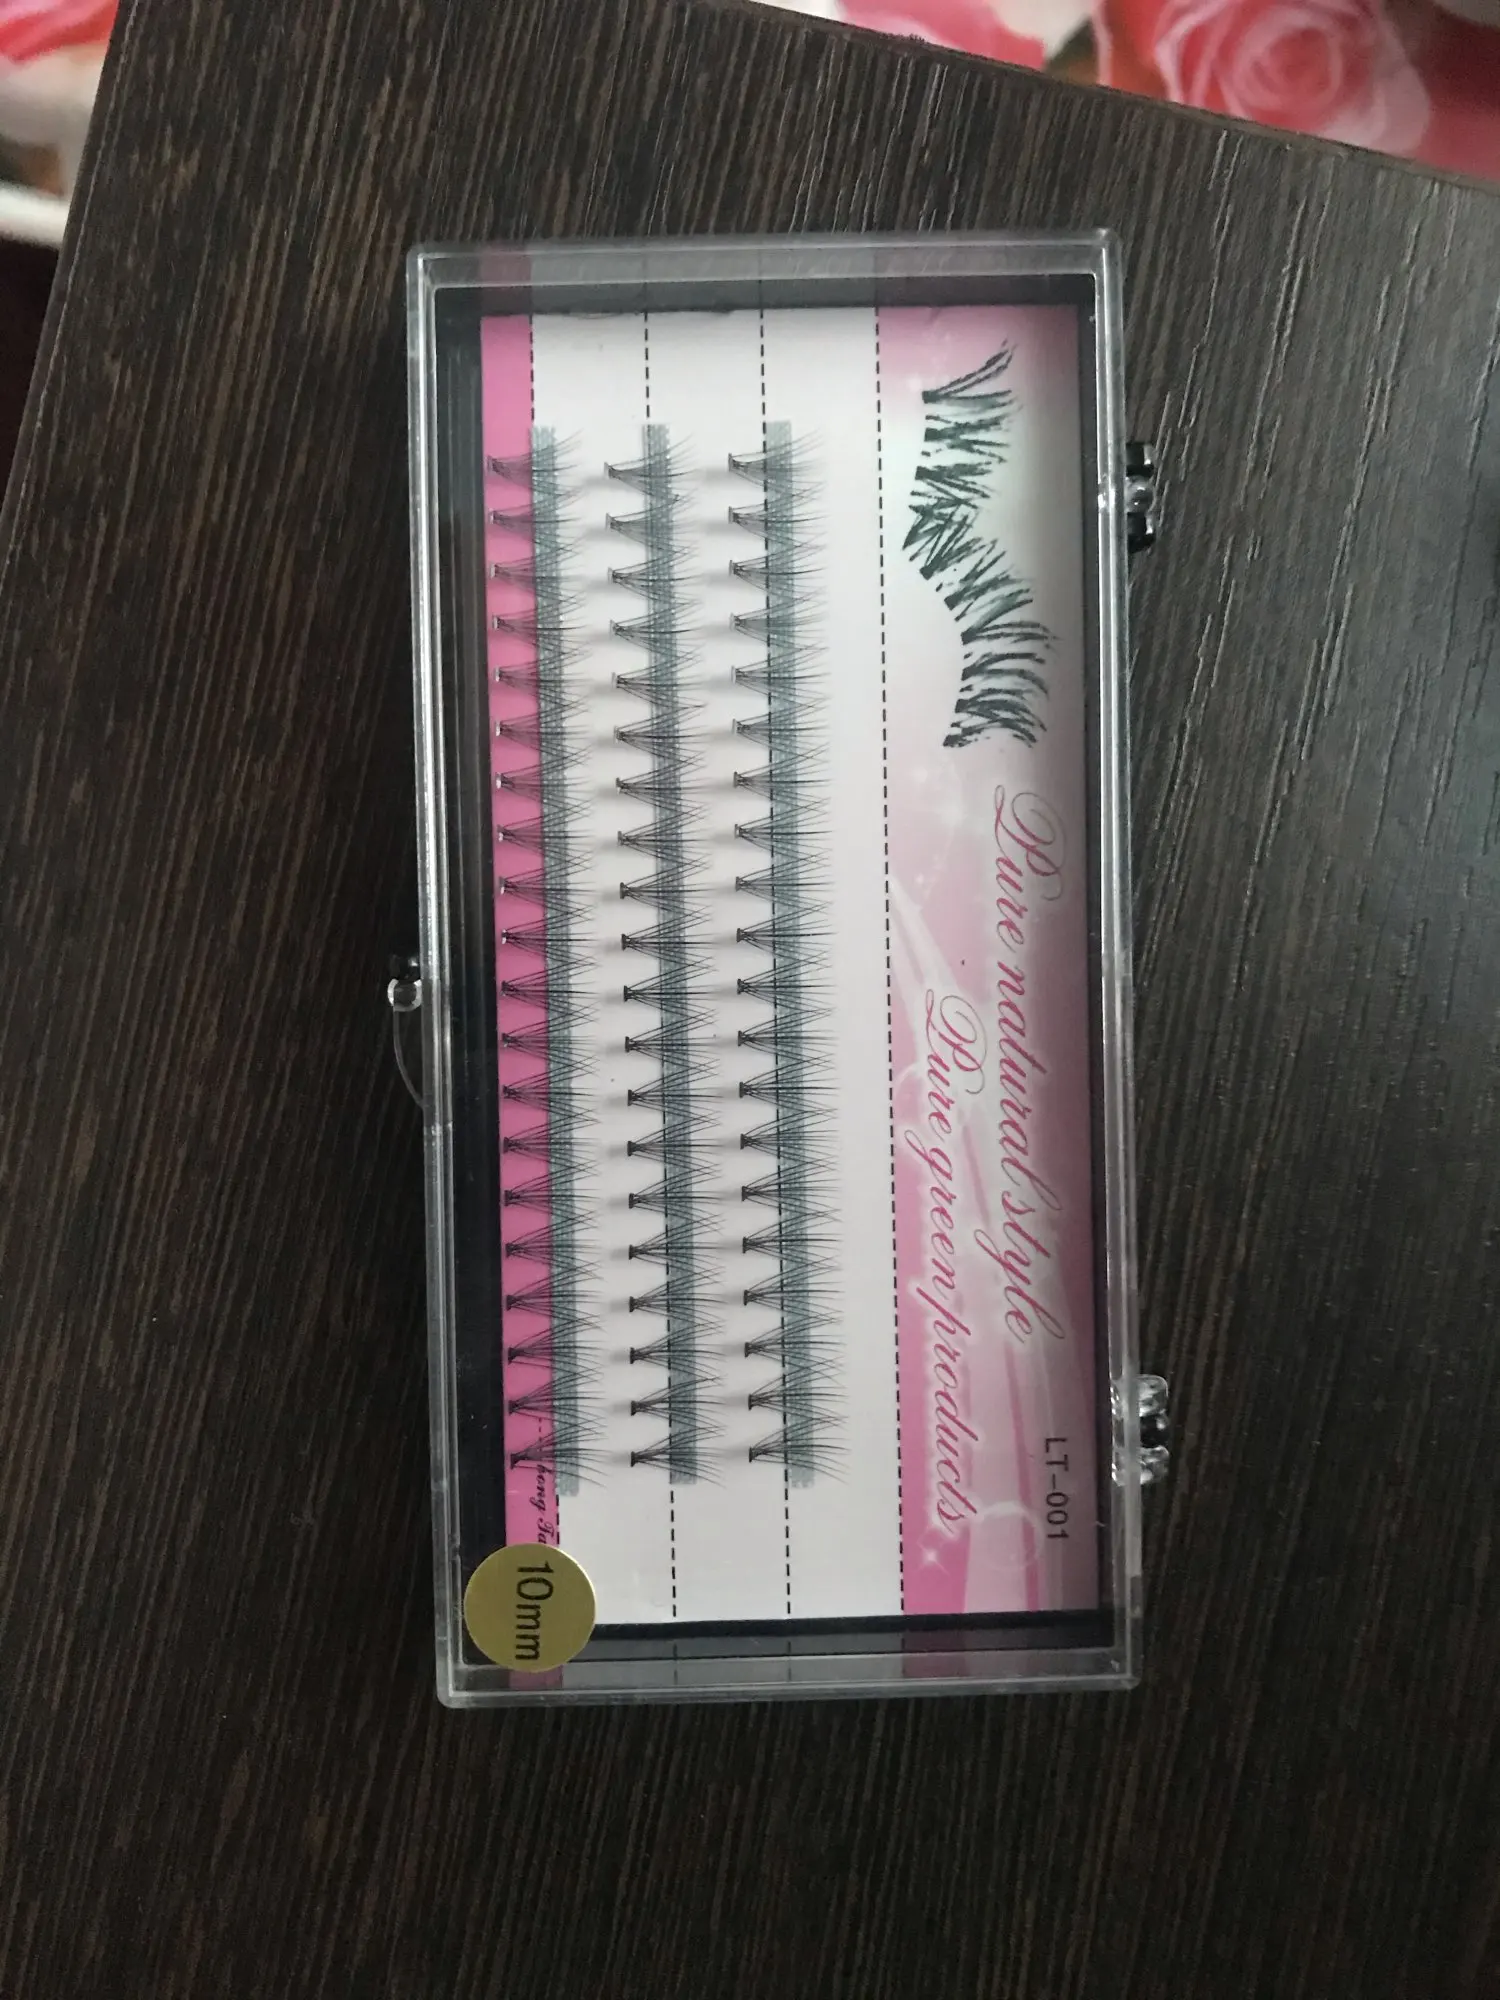 Pure natural style
Pure green products
LT-001
10mm